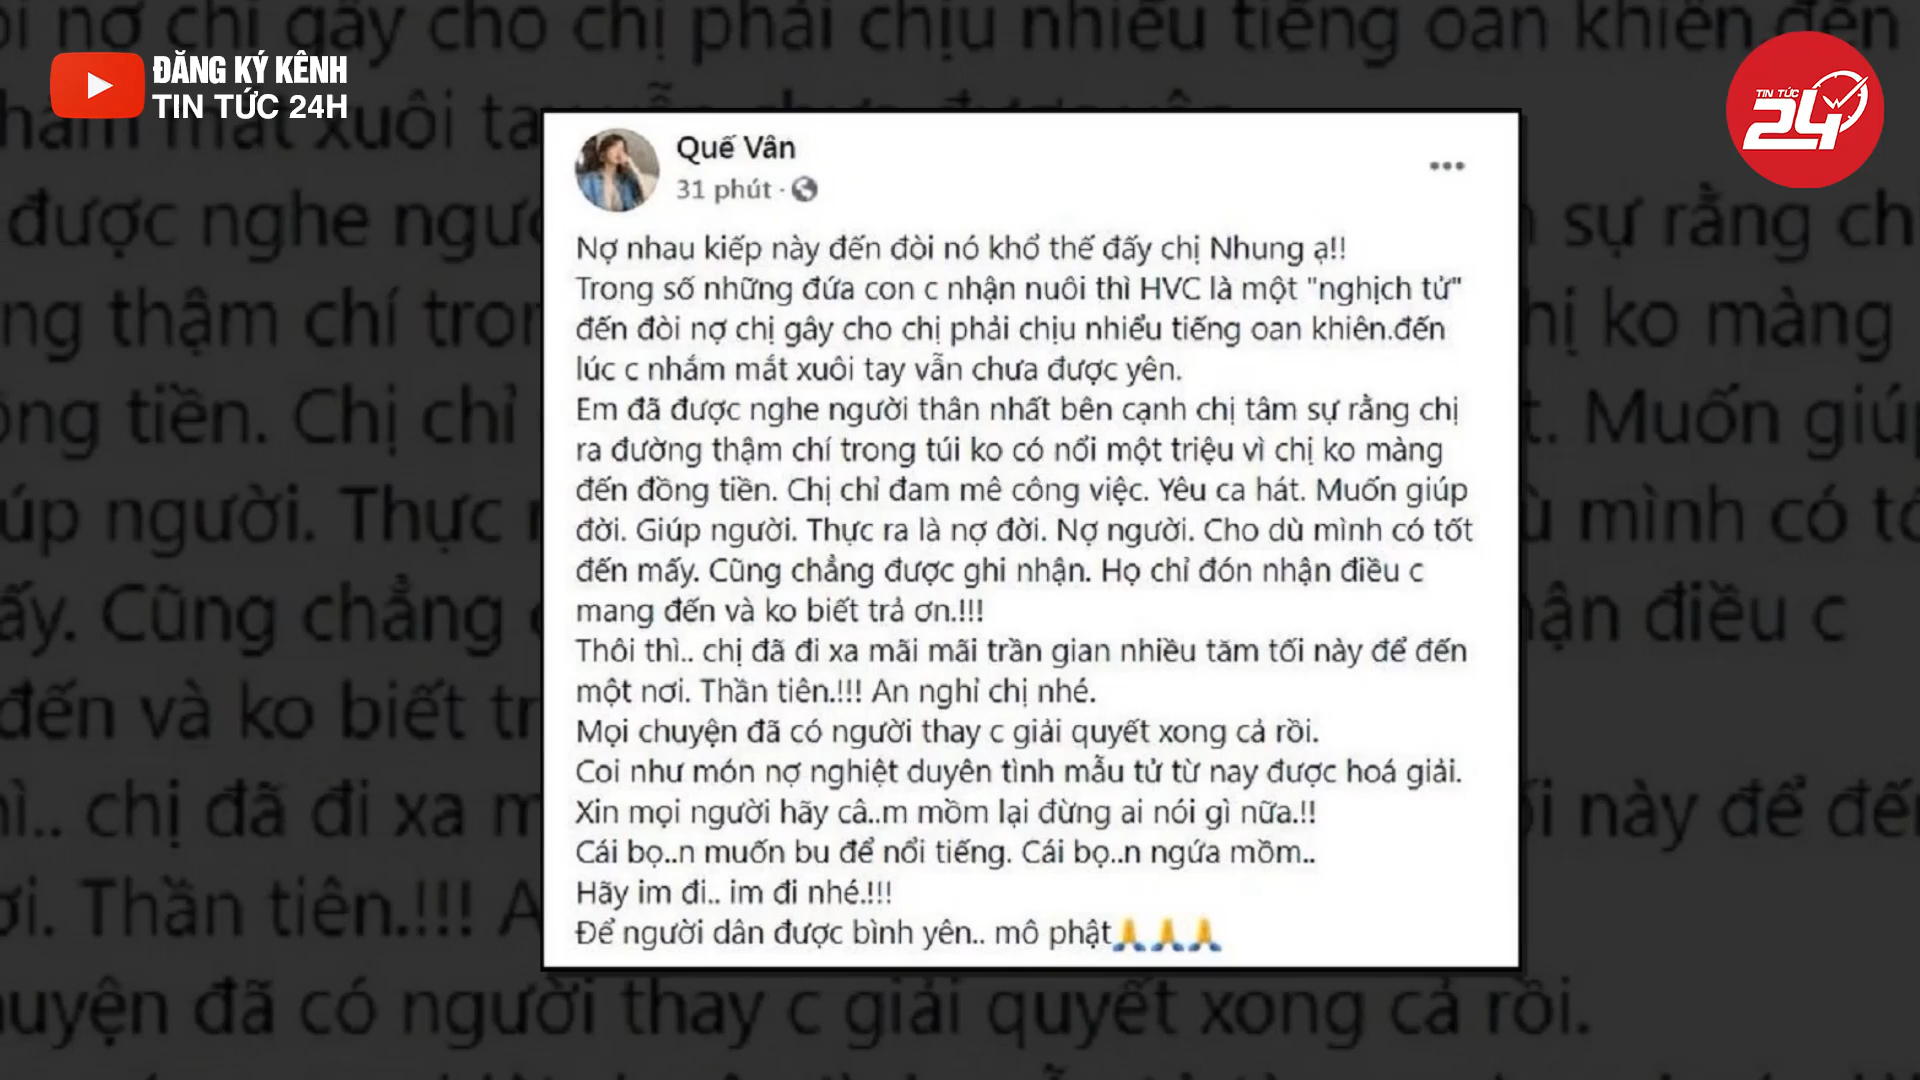 ĐĂNG KÝ KÊNH
TIN TỨC 24H
TIN TỨC
24
Quế Vân
31 phút ·
Nợ nhau kiếp này đến đòi nó khổ thế đấy chị Nhung ạ!!
Trong số những đứa con c nhận nuôi thì HVC là một "nghịch tử"
đến đòi nợ chị gây cho chị phải chịu nhiểu tiếng oan khiên.đến
lúc c nhắm mắt xuôi tay vẫn chưa được yên.
Em đã được nghe người thân nhất bên cạnh chị tâm sự rằng chị
ra đường thậm chí trong túi ko có nổi một triệu vì chị ko màng
đến đồng tiền. Chị chỉ đam mê công việc. Yêu ca hát. Muốn giúp
đời. Giúp người. Thực ra là nợ đời. Nợ người. Cho dù mình có tốt
đến mấy. Cũng chẳng được ghi nhận. Họ chỉ đón nhận điều c
mang đến và ko biết trả ơn.!!!
Thôi thì.. chị đã đi xa mãi mãi trần gian nhiều tăm tối này để đến
một nơi. Thần tiên.!!! An nghỉ chị nhé.
Mọi chuyện đã có người thay c giải quyết xong cả rồi.
Coi như món nợ nghiệt duyên tình mẫu tử từ nay được hoá giải.
Xin mọi người hãy câ..m mồm lại đừng ai nói gì nữa.!!
Cái bọ..n muốn bu để nổi tiếng. Cái bọ..n ngứa mồm..
Hãy im đi.. im đi nhé.!!!
Để người dân được bình yên.. mô phật🙏🙏🙏